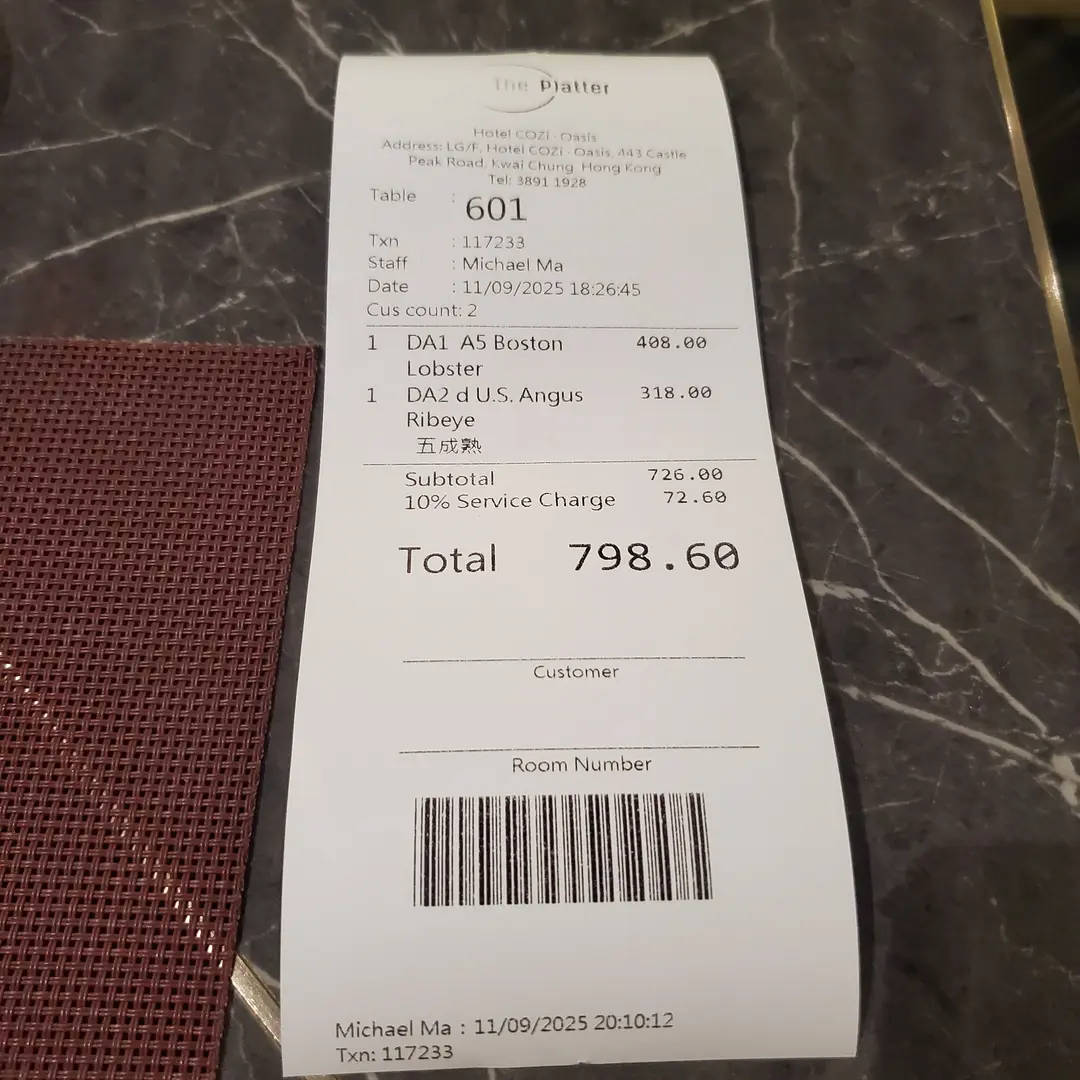 The Platter
Hotel COZi · Oasis
Address: LG/F, Hotel COZi · Oasis, 443 Castle
Peak Road, Kwai Chung, Hong Kong
Tel: 3891 1928
Table : 601
Txn : 117233
Staff : Michael Ma
Date : 11/09/2025 18:26:45
Cus count: 2
1 DA1 A5 Boston 408.00
Lobster
1 DA2 d U.S. Angus 318.00
Ribeye
五成熟
Subtotal 726.00
10% Service Charge 72.60
Total 798.60
Customer
Room Number
Michael Ma : 11/09/2025 20:10:12
Txn: 117233